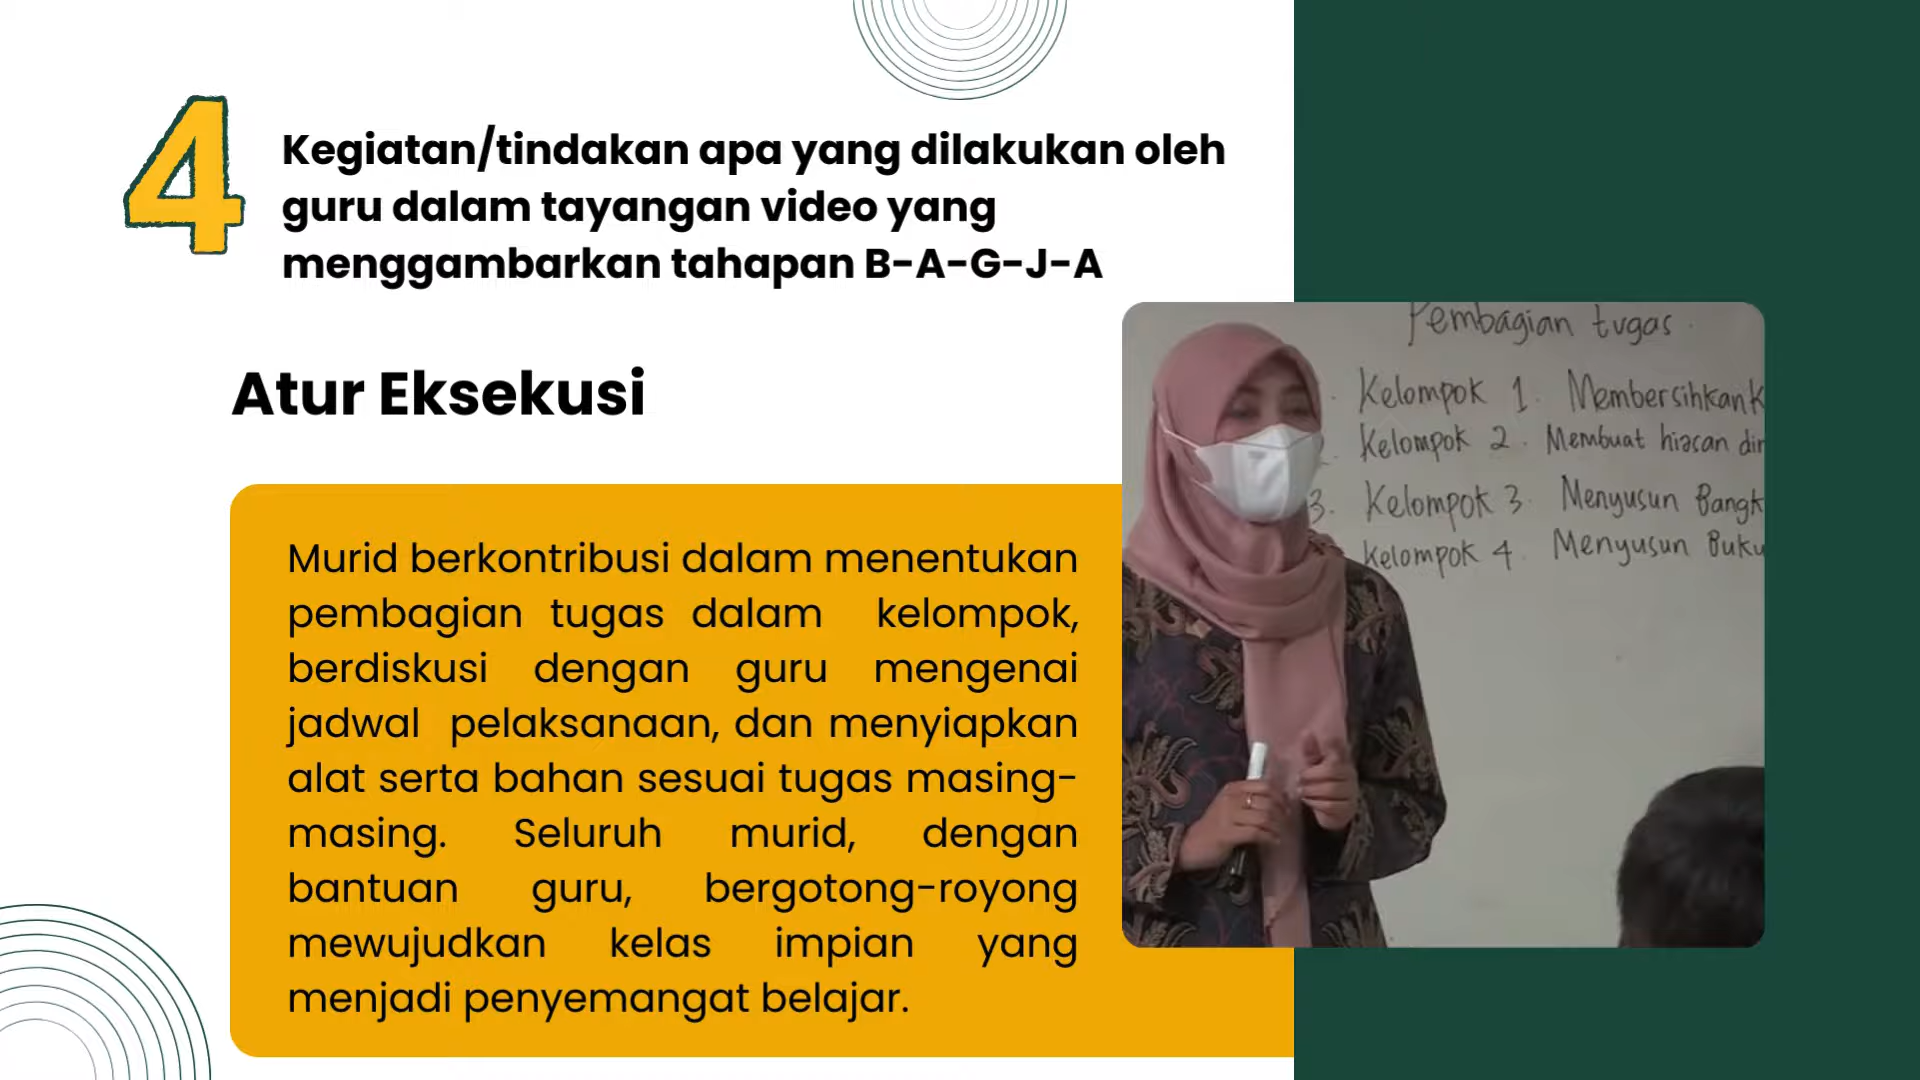 4
Kegiatan/tindakan apa yang dilakukan oleh
guru dalam tayangan video yang
menggambarkan tahapan B-A-G-J-A
Atur Eksekusi
Murid berkontribusi dalam menentukan
pembagian tugas dalam kelompok,
berdiskusi dengan guru mengenai
jadwal pelaksanaan, dan menyiapkan
alat serta bahan sesuai tugas masing-
masing. Seluruh murid, dengan
bantuan guru, bergotong-royong
mewujudkan kelas impian yang
menjadi penyemangat belajar.
Pembagian tugas
Kelompok 1. Membersihkan
Kelompok 2. Membuat hiasan
3. Kelompok 3. Menyusun
Kelompok 4. Menyusun Buku